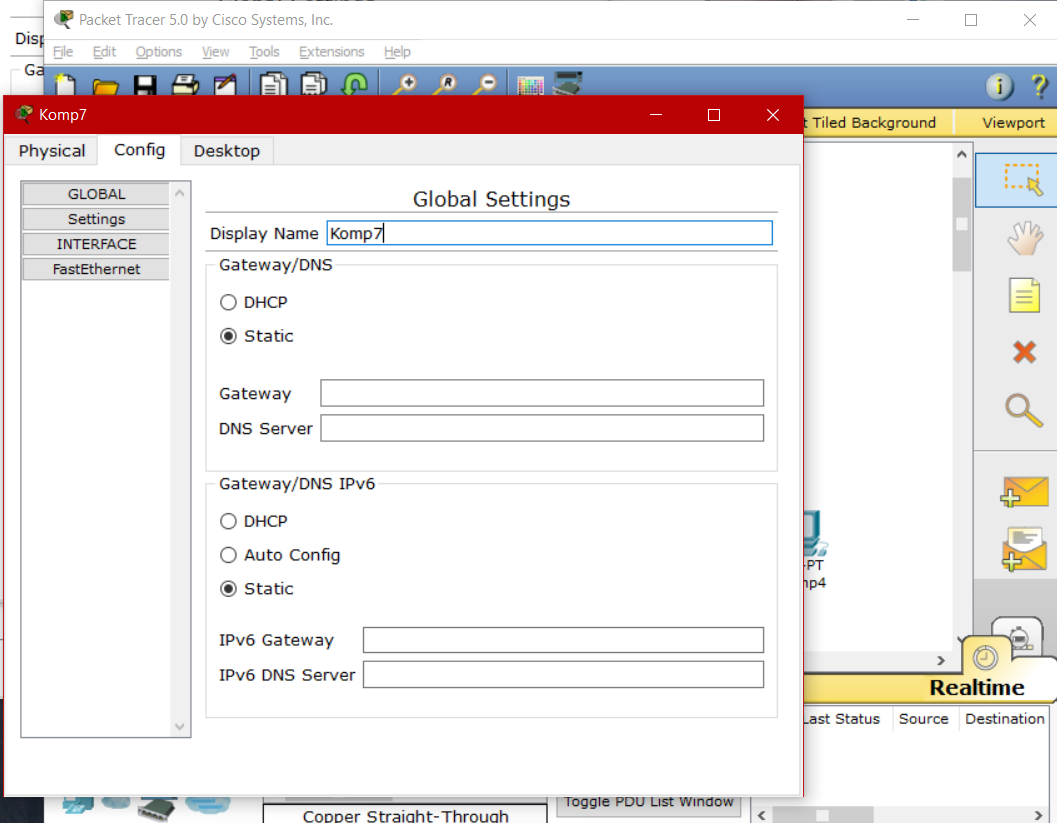 Packet Tracer 5.0 by Cisco Systems, Inc.
File Edit Options View Tools Extensions Help
Komp7
t Tiled Background Viewport
Physical Config Desktop
GLOBAL
Settings
INTERFACE
FastEthernet
Global Settings
Display Name Komp7
Gateway/DNS
DHCP
Static
Gateway
DNS Server
Gateway/DNS IPv6
DHCP
Auto Config
Static
IPv6 Gateway
IPv6 DNS Server
-PT
mp4
Realtime
Last Status Source Destination
Toggle PDU List Window
Copper Straight-Through
Disp
Ga